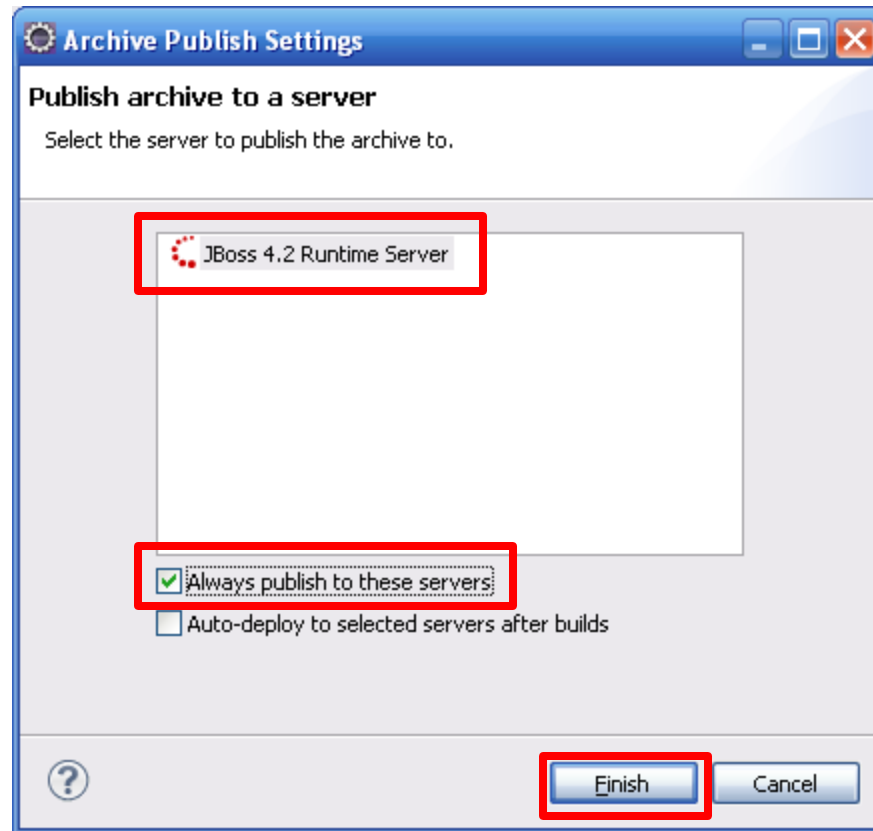 Archive Publish Settings
Publish archive to a server
Select the server to publish the archive to.
JBoss 4.2 Runtime Server
Always publish to these servers
Auto-deploy to selected servers after builds
?
Finish
Cancel